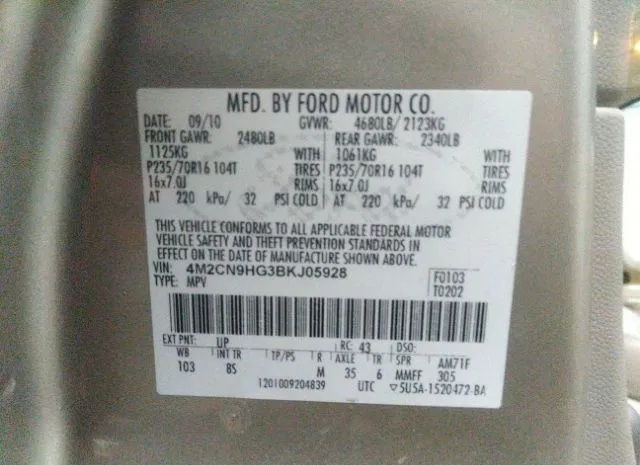 MFD. BY FORD MOTOR CO.
DATE: 09/10 GVWR: 4680LB/ 2123KG
FRONT GAWR: 2480LB REAR GAWR: 2340LB
1125KG WITH 1061KG WITH
P235/70R16 104T TIRES P235/70R16 104T TIRES
16x7.0J RIMS 16x7.0J RIMS
AT 220 kPa/ 32 PSI COLD AT 220 kPa/ 32 PSI COLD
THIS VEHICLE CONFORMS TO ALL APPLICABLE FEDERAL MOTOR
VEHICLE SAFETY AND THEFT PREVENTION STANDARDS IN
EFFECT ON THE DATE OF MANUFACTURE SHOWN ABOVE.
VIN: 4M2CN9HG3BKJ05928 F0103
TYPE: MPV T0202
EXT PNT: UP RC: 43 DSO:
WB INT TR TP/PS R AXLE TR SPR AM71F
103 8S M 35 6 MMFF 305
1201009204839 UTC ▽5U5A-1520472-BA